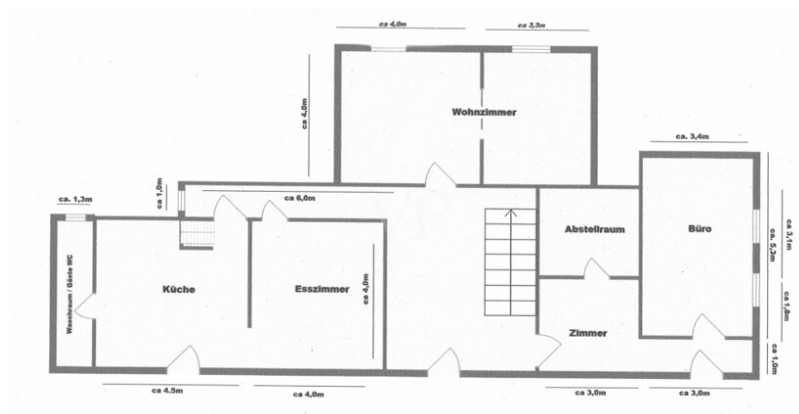 ca 4,0m
ca 3,3m
ca 4,0m
Wohnzimmer
ca. 3,4m
ca. 1,3m
ca 1,0m
ca 6,0m
Abstellraum
Büro
ca 3,1m
ca. 5,3m
Waschraum / Gäste WC
Küche
Esszimmer
ca 4,0m
ca 1,8m
Zimmer
ca 1,0m
ca 4.5m
ca 4,0m
ca 3,0m
ca 3,0m